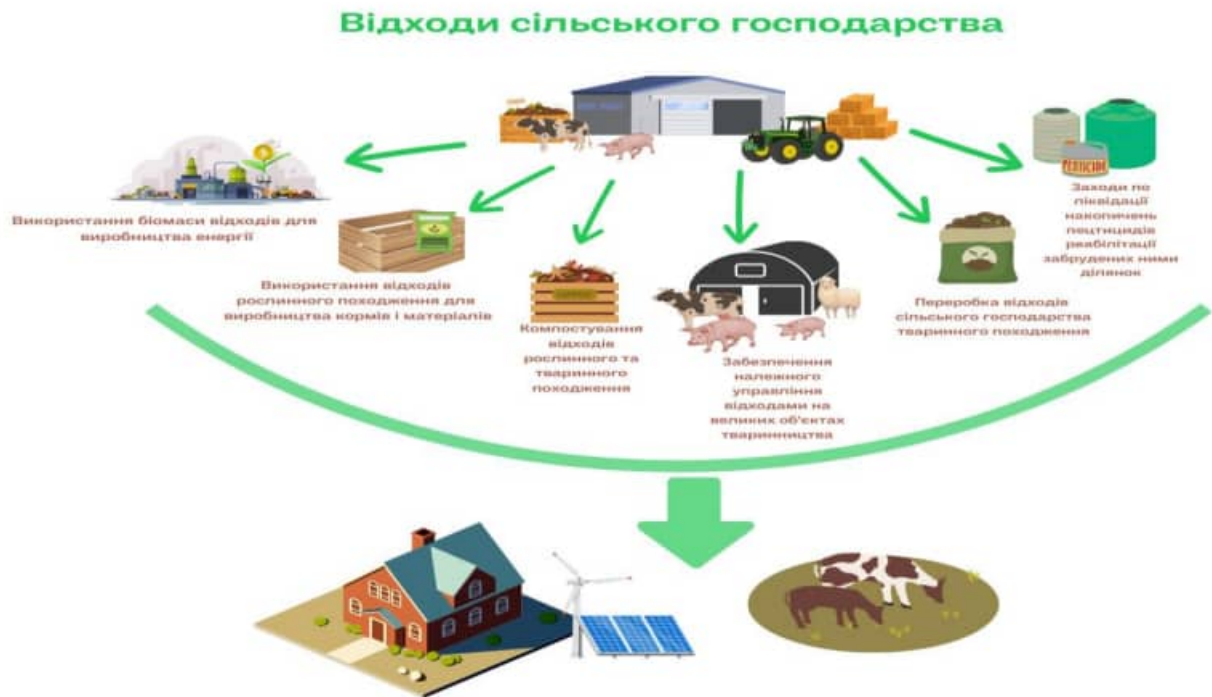 Відходи сільського господарства
Використання біомаси відходів для
виробництва енергії
Використання відходів
рослинного походження для
виробництва кормів і матеріалів
Компостування
відходів
рослинного та
тваринного
походження
Забезпечення
належного
управління
відходами на
великих об'єктах
тваринництва
Переробка відходів
сільського господарства
тваринного походження
PESTICIDE
Заходи по
ліквідації
накопичень
пецтицидів
реабілітації
забрудених ними
ділянок